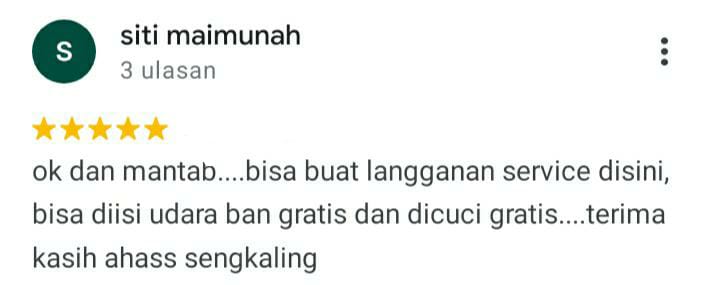 S
siti maimunah
3 ulasan
ok dan mantab....bisa buat langganan service disini,
bisa diisi udara ban gratis dan dicuci gratis....terima
kasih ahass sengkaling